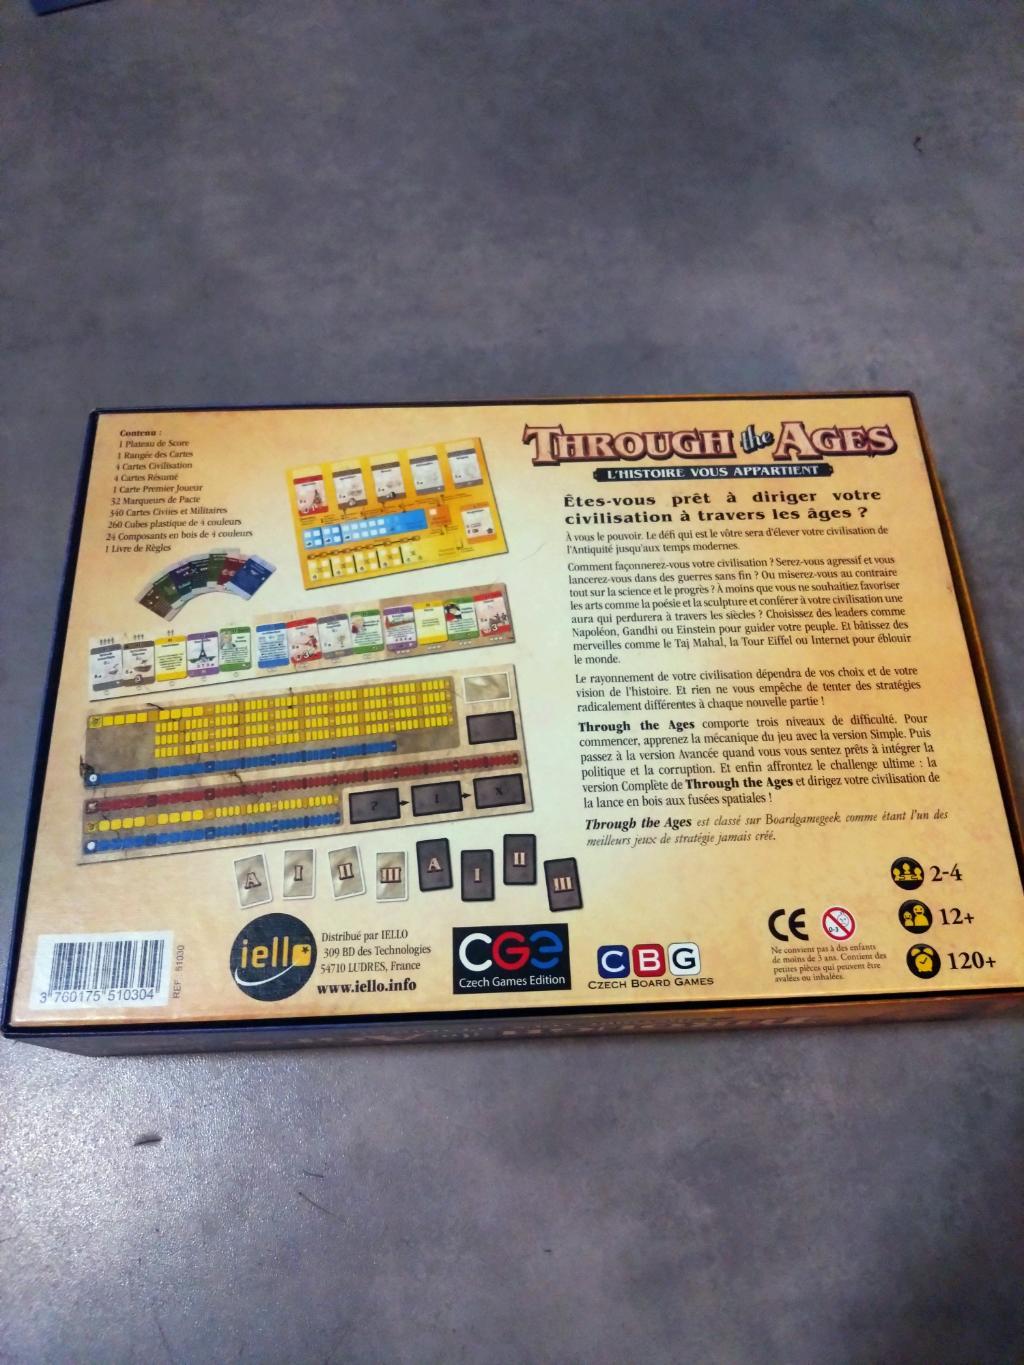 Contenu :
1 Plateau de Score
1 Rangée des Cartes
4 Cartes Civilisation
4 Cartes Résumé
1 Carte Premier Joueur
32 Marqueurs de Pacte
340 Cartes Civiles et Militaires
260 Cubes plastique de 4 couleurs
24 Composants en bois de 4 couleurs
1 Livre de Règles
THROUGH the AGES
L'HISTOIRE VOUS APPARTIENT
Êtes-vous prêt à diriger votre
civilisation à travers les âges ?
À vous le pouvoir. Le défi qui est le vôtre sera d'élever votre civilisation de
l'Antiquité jusqu'aux temps modernes.
Comment façonnerez-vous votre civilisation ? Serez-vous agressif et vous
lancerez-vous dans des guerres sans fin ? Ou miserez-vous au contraire
tout sur la science et le progrès ? À moins que vous ne souhaitiez favoriser
les arts comme la poésie et la sculpture et conférer à votre civilisation une
aura qui perdurera à travers les siècles ? Choisissez des leaders comme
Napoléon, Gandhi ou Einstein pour guider votre peuple. Et bâtissez des
merveilles comme le Taj Mahal, la Tour Eiffel ou Internet pour éblouir
le monde.
Le rayonnement de votre civilisation dépendra de vos choix et de votre
vision de l'histoire. Et rien ne vous empêche de tenter des stratégies
radicalement différentes à chaque nouvelle partie !
Through the Ages comporte trois niveaux de difficulté. Pour
commencer, apprenez la mécanique du jeu avec la version Simple. Puis
passez à la version Avancée quand vous vous sentez prêts à intégrer la
politique et la corruption. Et enfin affrontez le challenge ultime : la
version Complète de Through the Ages et dirigez votre civilisation de
la lance en bois aux fusées spatiales !
Through the Ages est classé sur Boardgamegeek comme étant l'un des
meilleurs jeux de stratégie jamais créé.
? I X
A I II III A I II III
2-4
12+
120+
3 760175 510304
REF 51030
iello
Distribué par IELLO
309 BD des Technologies
54710 LUDRES, France
www.iello.info
CGE
Czech Games Edition
CBG
CZECH BOARD GAMES
CE
0-3
Ne convient pas à des enfants
de moins de 3 ans. Contient des
petites pièces qui peuvent être
avalées ou inhalées.